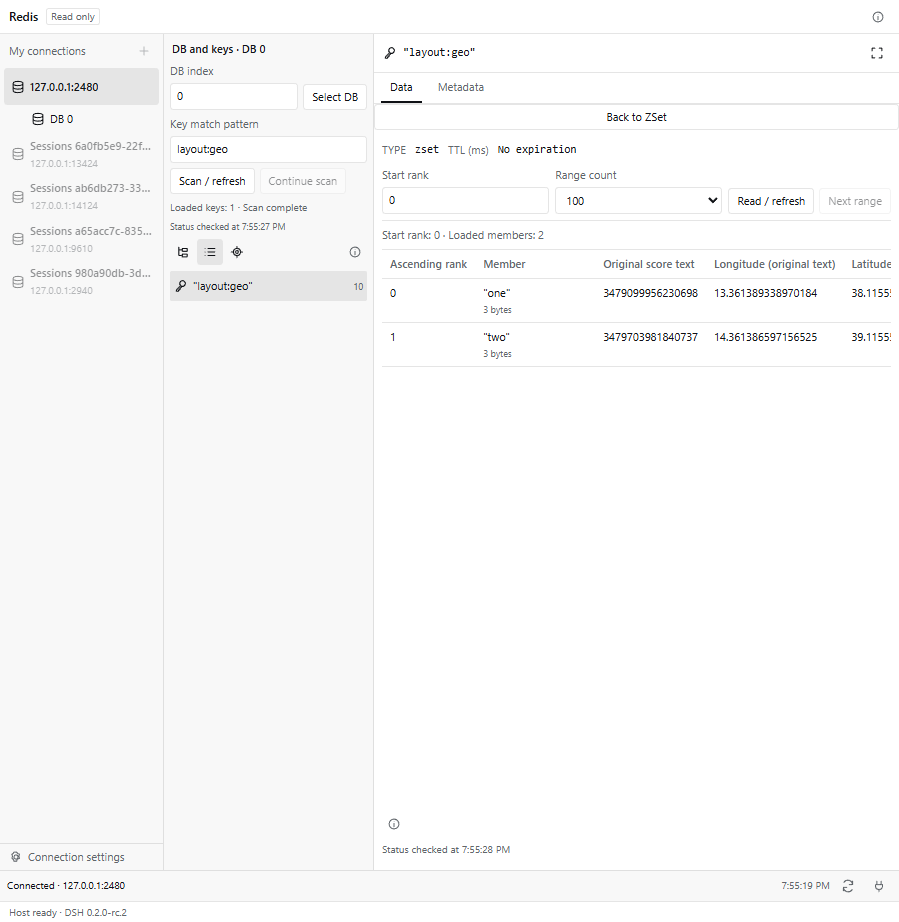 Redis Read only
My connections
127.0.0.1:2480
DB 0
Sessions 6a0fb5e9-22f...
127.0.0.1:13424
Sessions ab6db273-33...
127.0.0.1:14124
Sessions a65acc7c-835...
127.0.0.1:9610
Sessions 980a90db-3d...
127.0.0.1:2940
Connection settings
DB and keys · DB 0
DB index
0 Select DB
Key match pattern
layout:geo
Scan / refresh Continue scan
Loaded keys: 1 · Scan complete
Status checked at 7:55:27 PM
"layout:geo" 10
"layout:geo"
Data Metadata
Back to ZSet
TYPE zset TTL (ms) No expiration
Start rank Range count
0 100 Read / refresh Next range
Start rank: 0 · Loaded members: 2
Ascending rank Member Original score text Longitude (original text) Latitude
0 "one" 3479099956230698 13.361389338970184 38.1155
3 bytes
1 "two" 3479703981840737 14.361386597156525 39.1155
3 bytes
Status checked at 7:55:28 PM
Connected · 127.0.0.1:2480 7:55:19 PM
Host ready · DSH 0.2.0-rc.2